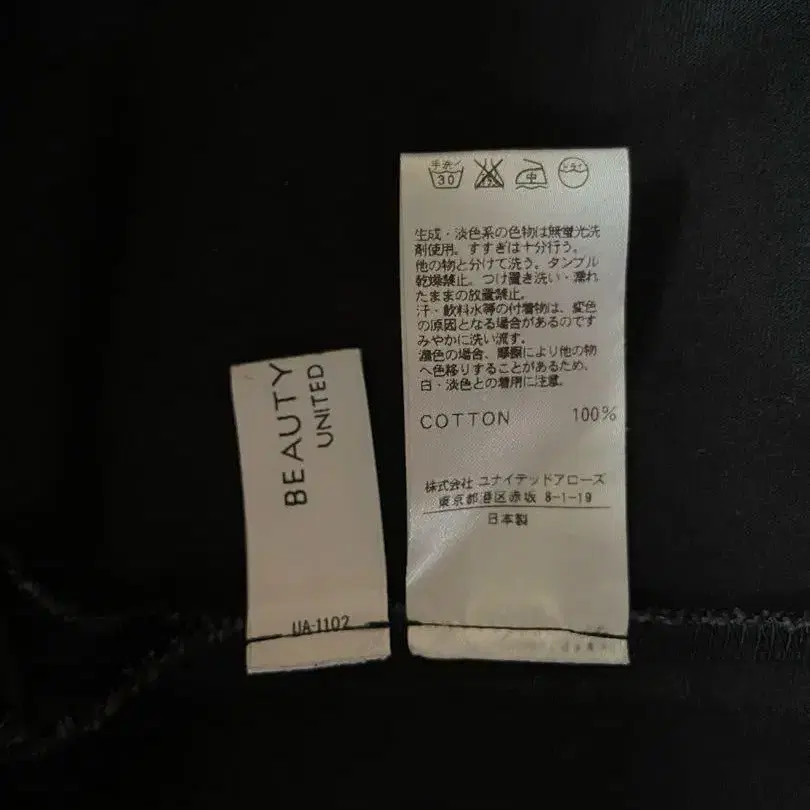 BEAUTY
UNITED
UA-1102
手洗イ
30
中
ドライ
生成・淡色系の色物は無蛍光洗
剤使用。すすぎは十分行う。
他の物と分けて洗う。タンブル
乾燥禁止。つけ置き洗い・濡れ
たままの放置禁止。
汗・飲料水等の付着物は、変色
の原因となる場合があるのです
みやかに洗い流す。
濃色の場合、摩擦により他の物
へ色移りすることがあるため、
白・淡色との着用に注意。
COTTON 100%
株式会社 ユナイテッドアローズ
東京都港区赤坂 8-1-19
日本製